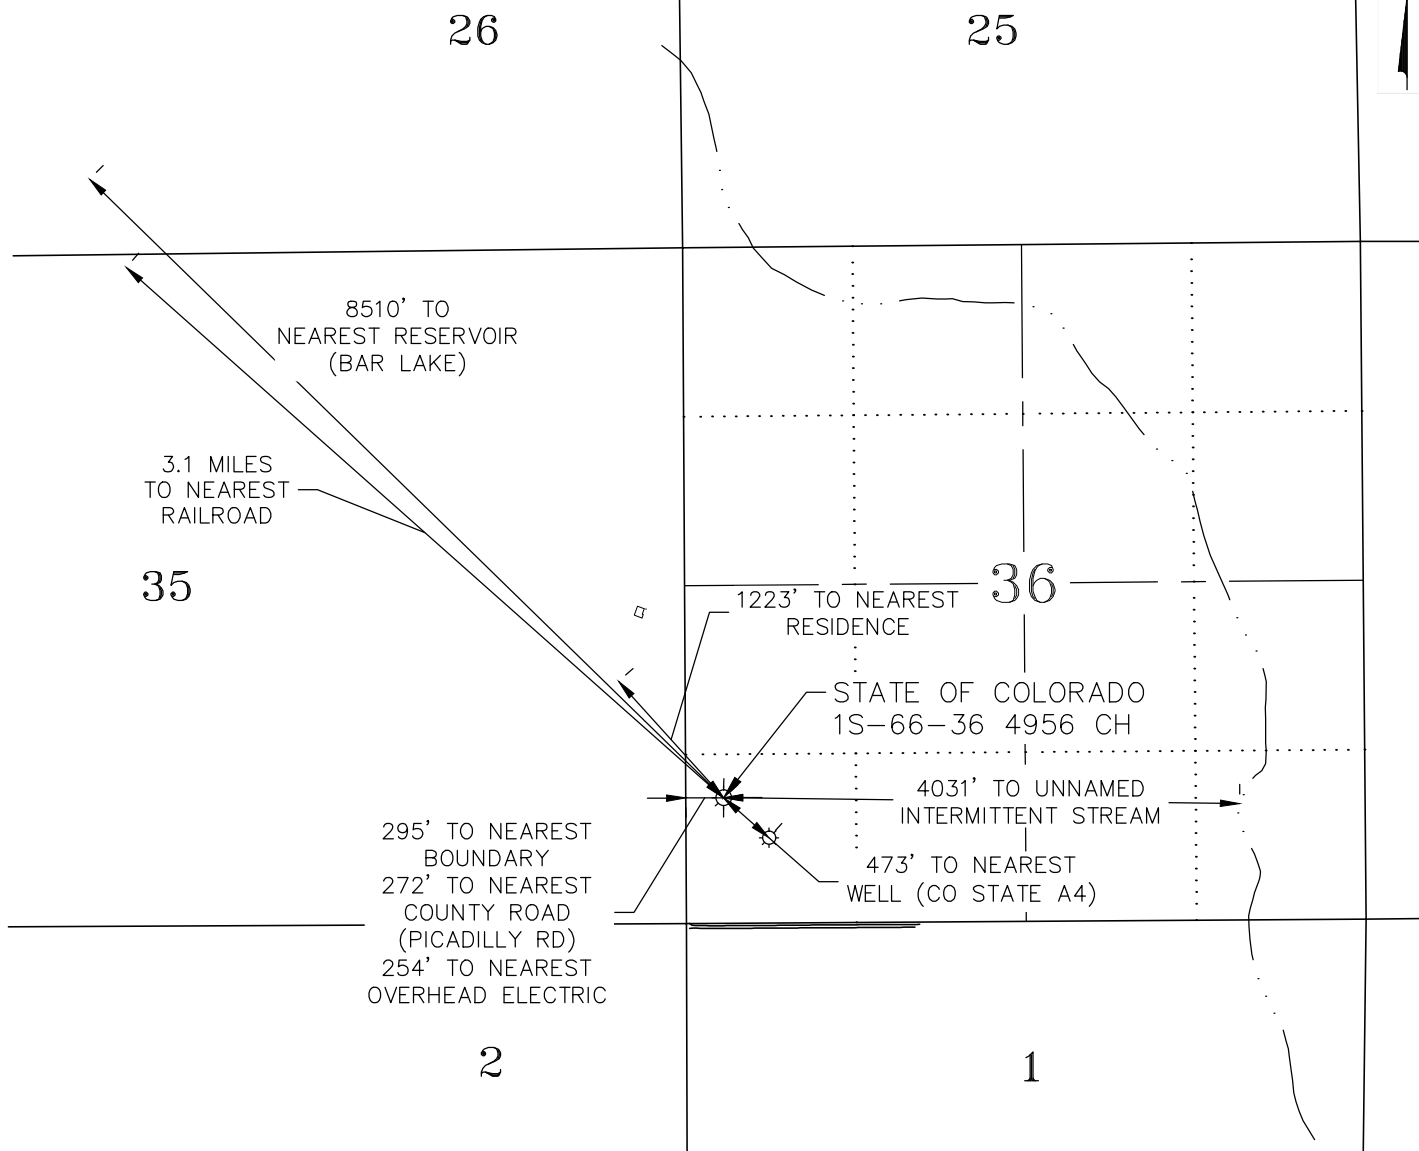 26
25
8510' TO
NEAREST RESERVOIR
(BAR LAKE)
3.1 MILES
TO NEAREST
RAILROAD
35
36
1223' TO NEAREST
RESIDENCE
STATE OF COLORADO
1S-66-36 4956 CH
4031' TO UNNAMED
INTERMITTENT STREAM
295' TO NEAREST
BOUNDARY
272' TO NEAREST
COUNTY ROAD
(PICADILLY RD)
254' TO NEAREST
OVERHEAD ELECTRIC
473' TO NEAREST
WELL (CO STATE A4)
2
1